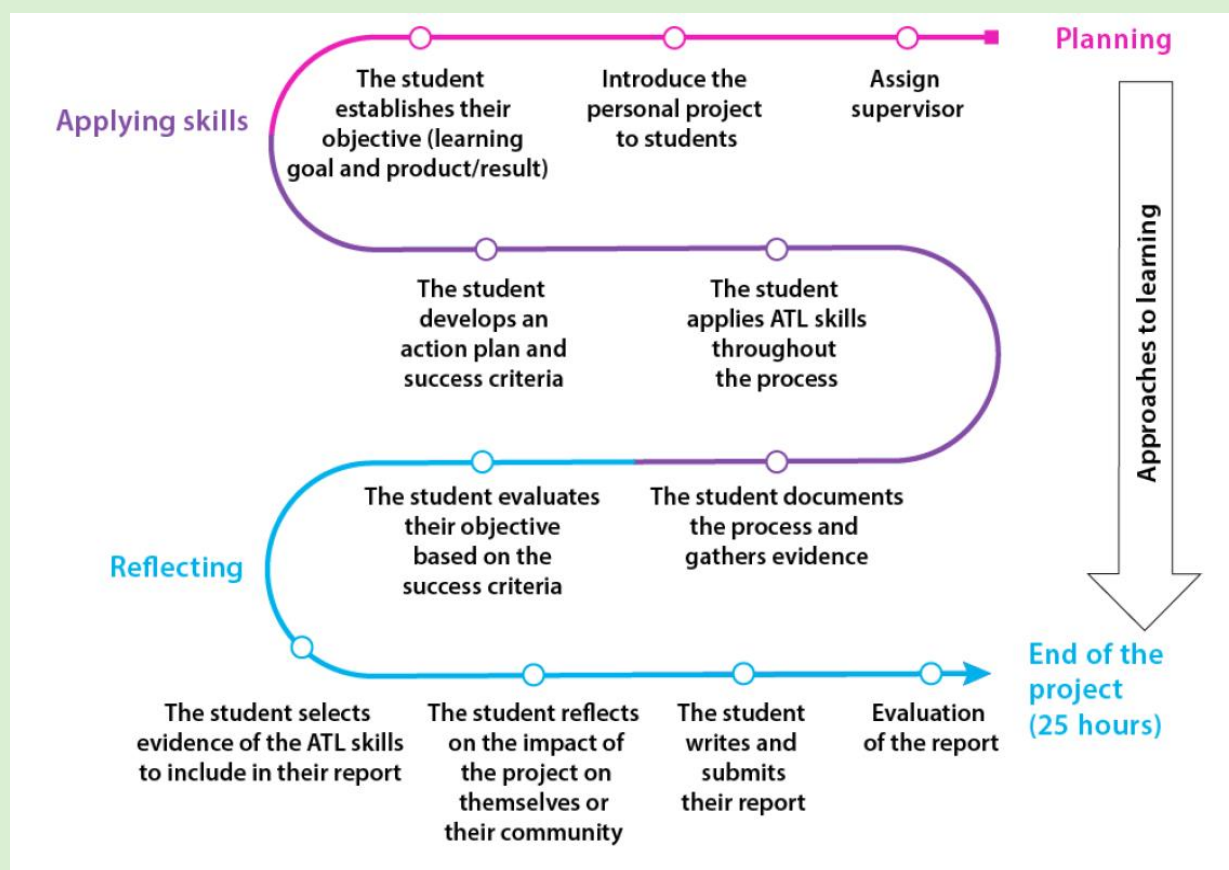 Planning
Assign
supervisor
Introduce the
personal project
to students
The student
establishes their
objective (learning
goal and product/result)
Applying skills
The student
develops an
action plan and
success criteria
The student
applies ATL skills
throughout
the process
The student documents
the process and
gathers evidence
The student evaluates
their objective
based on the
success criteria
Reflecting
The student selects
evidence of the ATL skills
to include in their report
The student reflects
on the impact of
the project on
themselves or
their community
The student
writes and
submits
their report
Evaluation
of the report
End of the
project
(25 hours)
Approaches to learning